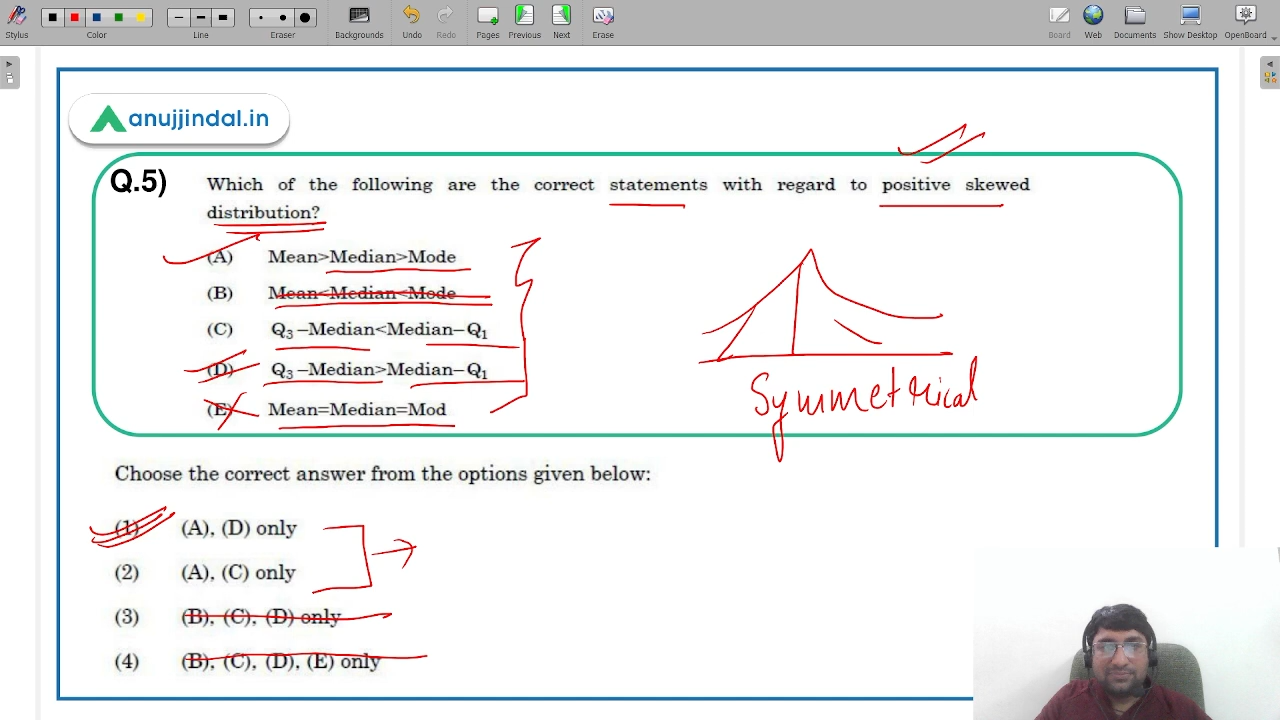 Stylus
Color
Line
Eraser
Backgrounds
Undo
Redo
Pages
Previous
Next
Erase
Board
Web
Documents
Show Desktop
OpenBoard
anujjindal.in
Q.5) Which of the following are the correct statements with regard to positive skewed
distribution?
(A) Mean>Median>Mode
(B) Mean<Median<Mode
(C) Q₃–Median<Median–Q₁
(D) Q₃–Median>Median–Q₁
(E) Mean=Median=Mod
Symmetrical
Choose the correct answer from the options given below:
(1) (A), (D) only
(2) (A), (C) only
(3) (B), (C), (D) only
(4) (B), (C), (D), (E) only